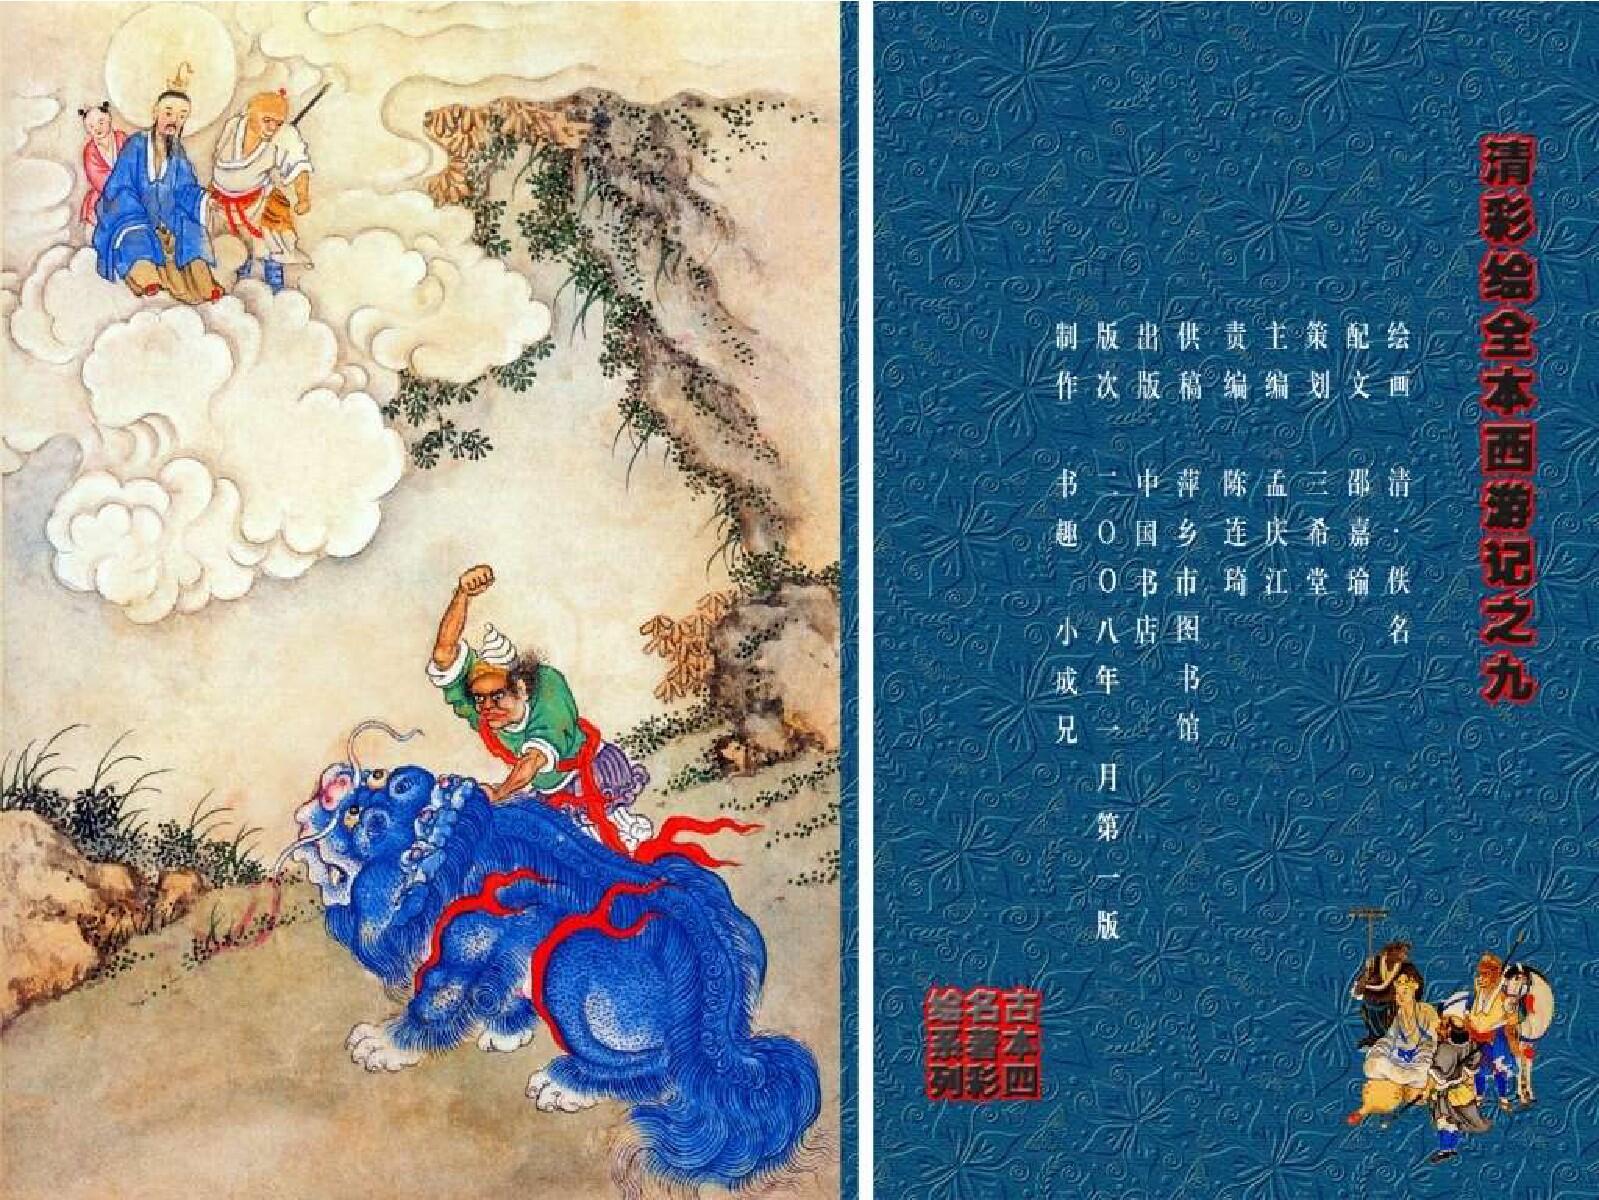 清彩绘全本西游记之九
绘画 清·佚名
配文 邵嘉瑜
策划 三希堂
主编 孟庆江
责编 陈连琦
供稿 萍乡市图书馆
出版 中国书店
版次 二〇〇八年一月第一版
制作 书趣 小成兄
古本四
名著彩
绘系列